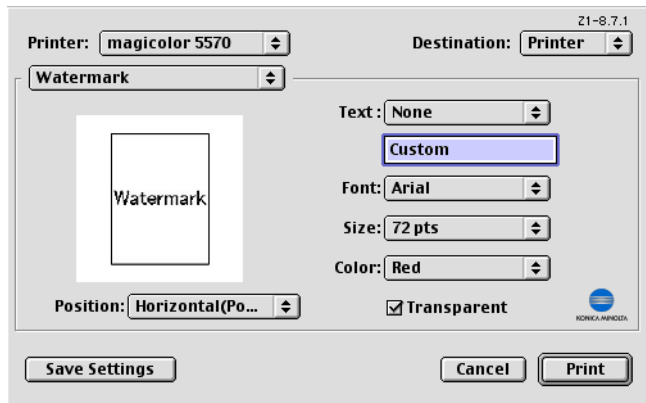 Z1-8.7.1
Printer: magicolor 5570 Destination: Printer
Watermark
Text : None
Custom
Watermark
Font: Arial
Size: 72 pts
Color: Red
Position: Horizontal(Po... Transparent
KONICA MINOLTA
Save Settings Cancel Print